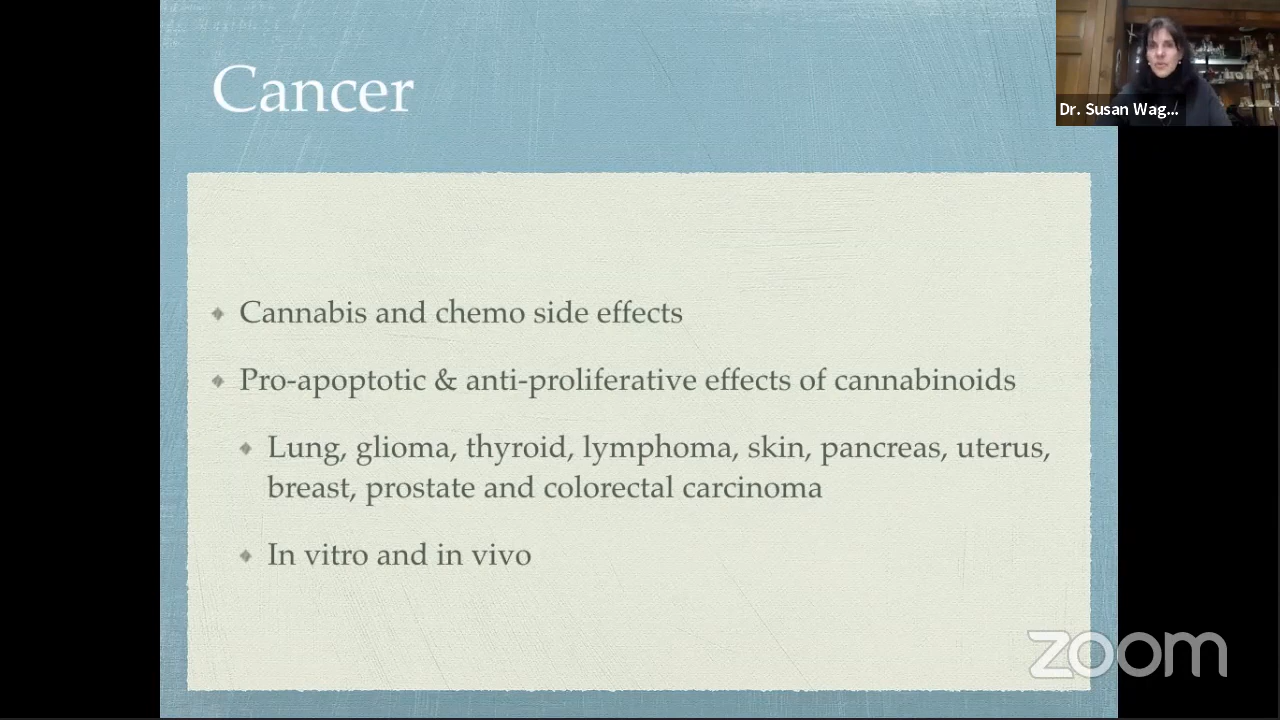 Cancer
Dr. Susan Wag...
Cannabis and chemo side effects
Pro-apoptotic & anti-proliferative effects of cannabinoids
Lung, glioma, thyroid, lymphoma, skin, pancreas, uterus,
breast, prostate and colorectal carcinoma
In vitro and in vivo
zoom